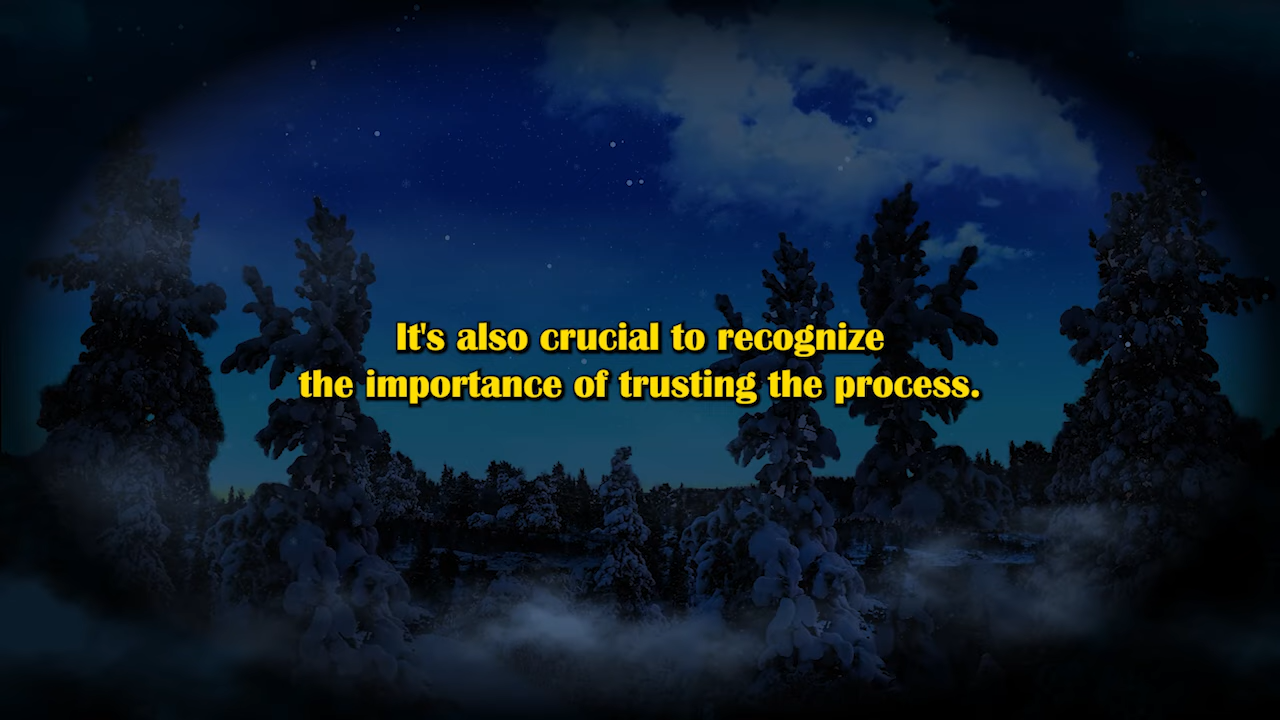 It's also crucial to recognize
the importance of trusting the process.